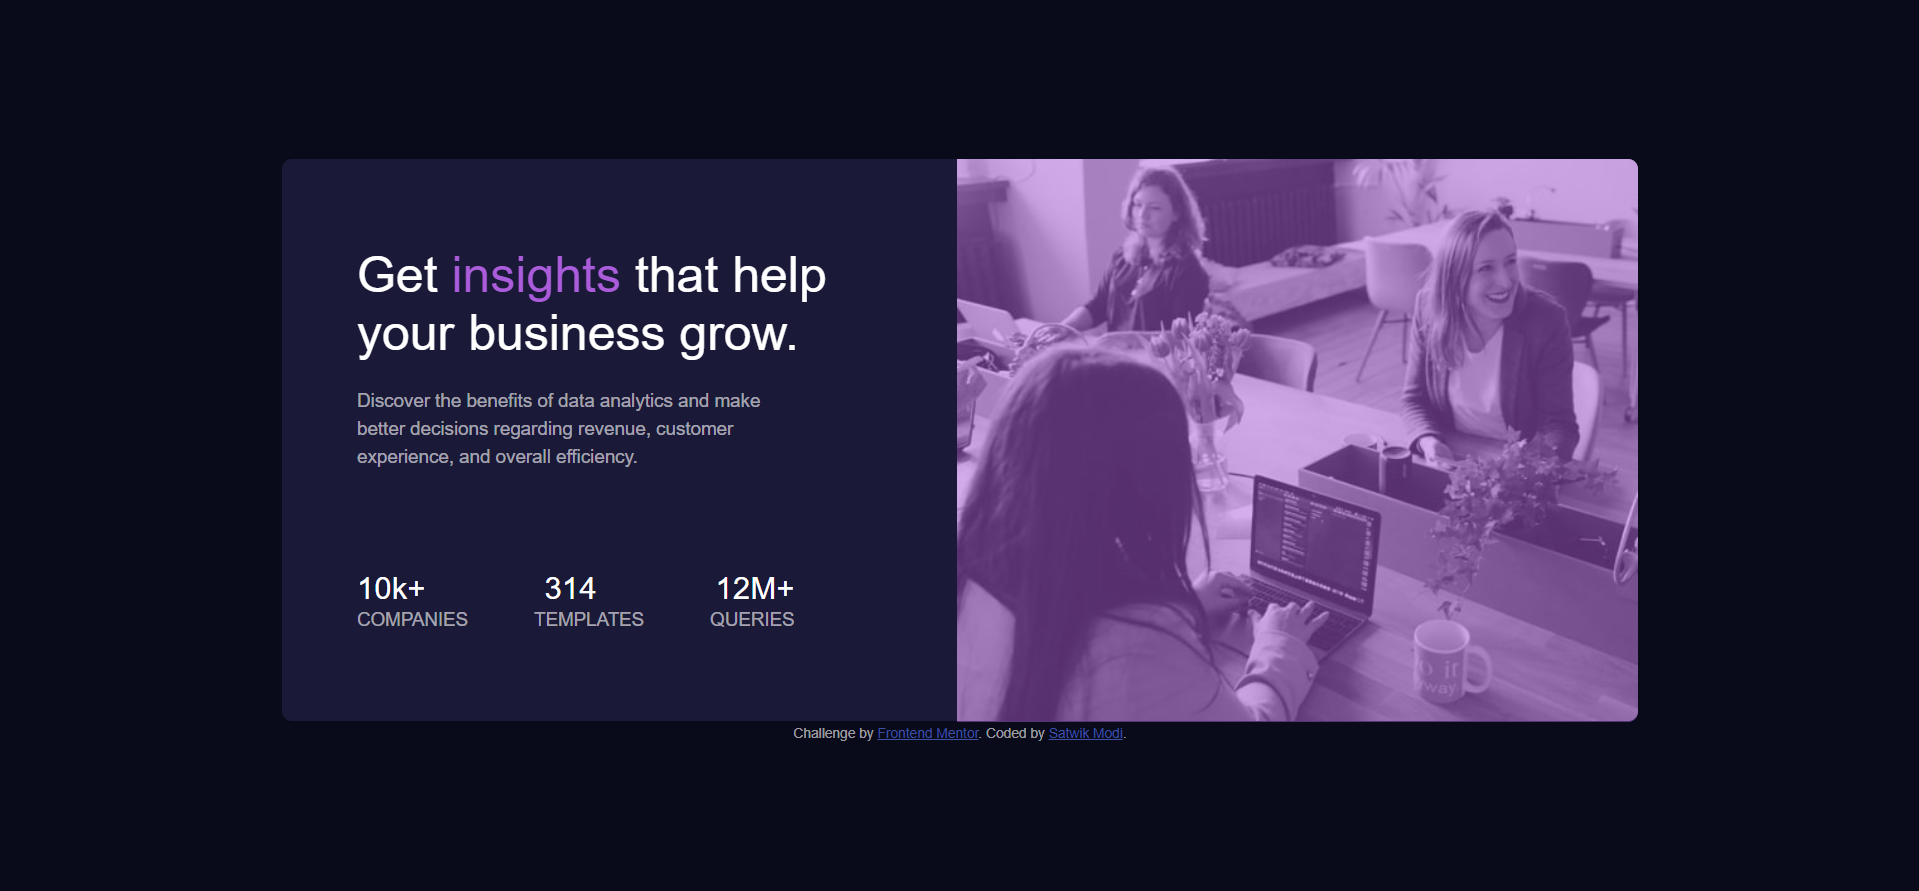 Get insights that help
your business grow.
Discover the benefits of data analytics and make
better decisions regarding revenue, customer
experience, and overall efficiency.
10k+ 314 12M+
COMPANIES TEMPLATES QUERIES
Challenge by Frontend Mentor. Coded by Satwik Modi.